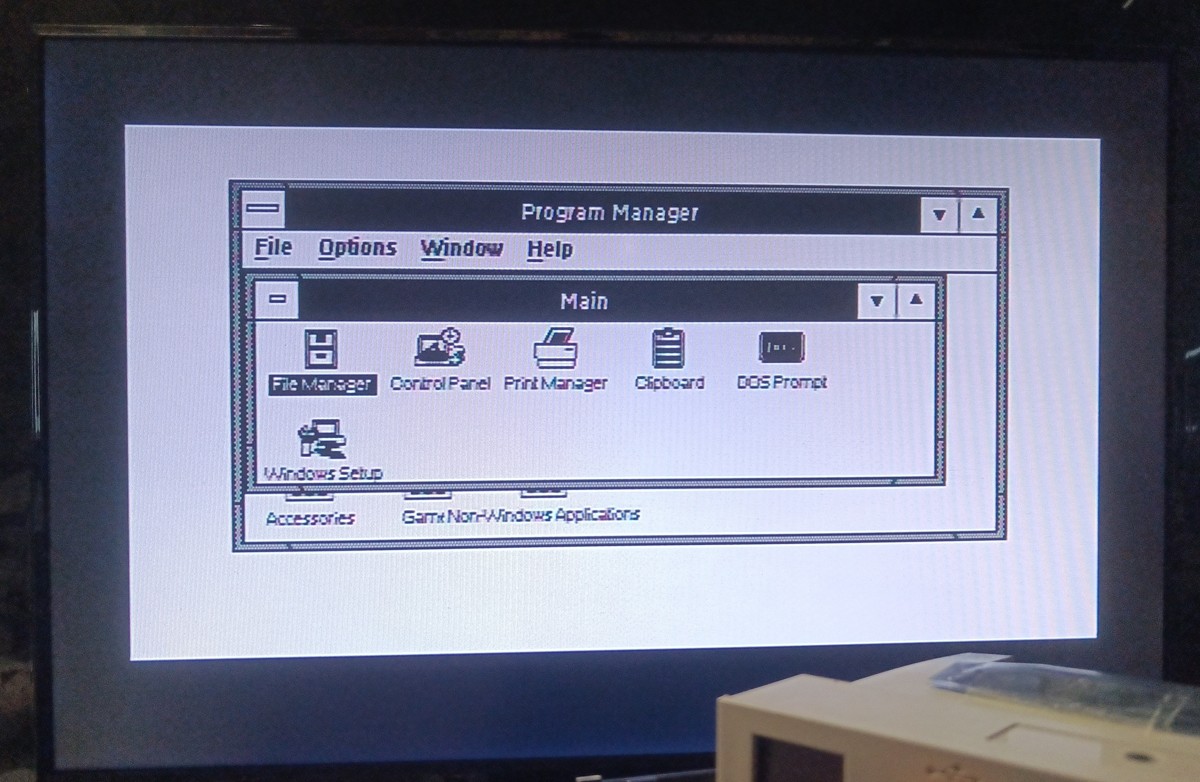 Program Manager
File Options Window Help
Main
File Manager Control Panel Print Manager Clipboard DOS Prompt
Windows Setup
Accessories Game Non-Windows Applications